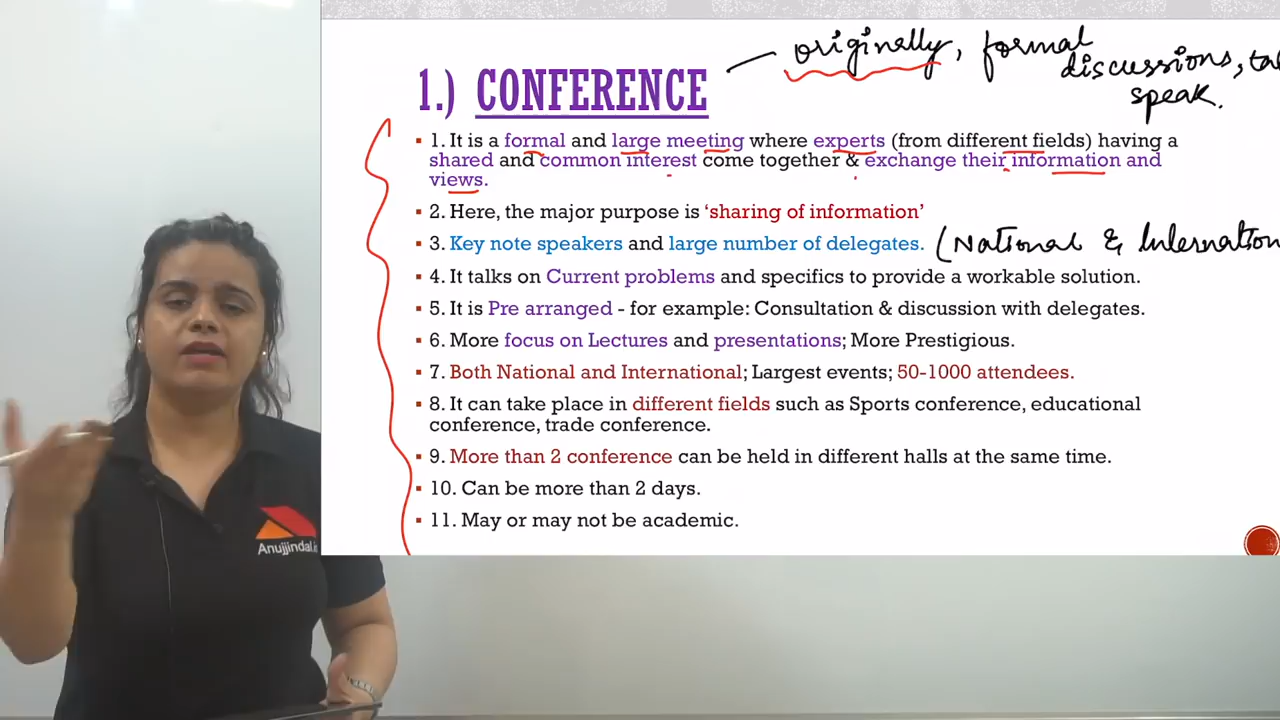 originally, formal
discussions,
speak.
1.) CONFERENCE
▪ 1. It is a formal and large meeting where experts (from different fields) having a
shared and common interest come together & exchange their information and
views.
▪ 2. Here, the major purpose is ‘sharing of information’
▪ 3. Key note speakers and large number of delegates. (National &
▪ 4. It talks on Current problems and specifics to provide a workable solution.
▪ 5. It is Pre arranged - for example: Consultation & discussion with delegates.
▪ 6. More focus on Lectures and presentations; More Prestigious.
▪ 7. Both National and International; Largest events; 50-1000 attendees.
▪ 8. It can take place in different fields such as Sports conference, educational
conference, trade conference.
▪ 9. More than 2 conference can be held in different halls at the same time.
▪ 10. Can be more than 2 days.
▪ 11. May or may not be academic.